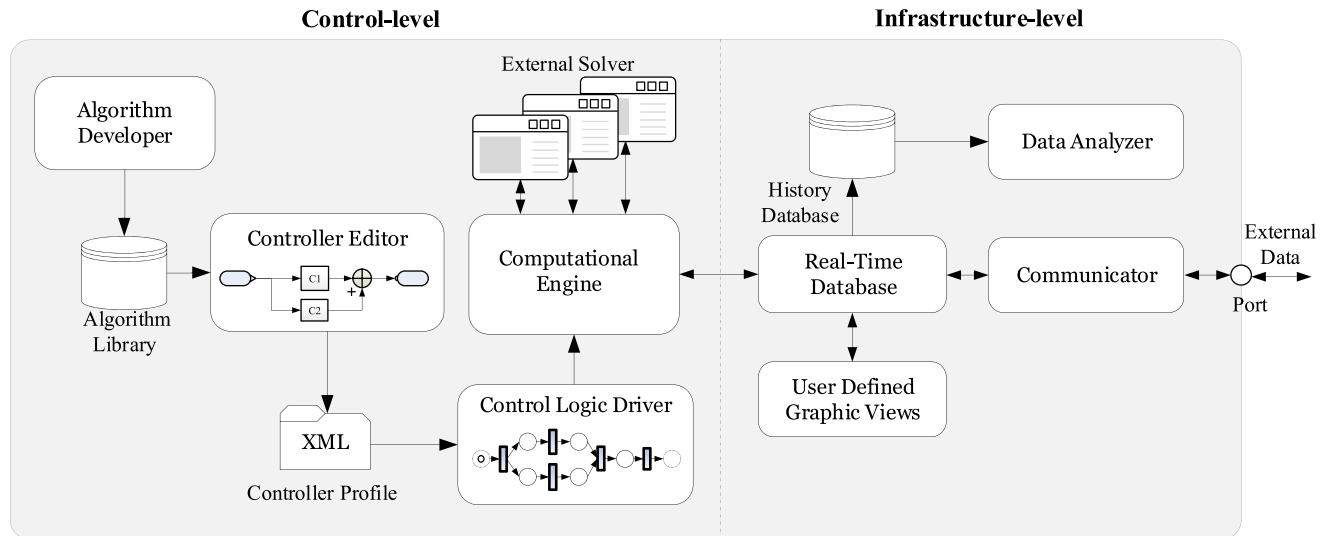 Control-level
Infrastructure-level
External Solver
Algorithm
Developer
Data Analyzer
History
Database
Controller Editor
C1
+
C2
Computational
Engine
Real-Time
Database
Communicator
External
Data
Port
Algorithm
Library
User Defined
Graphic Views
Control Logic Driver
XML
Controller Profile